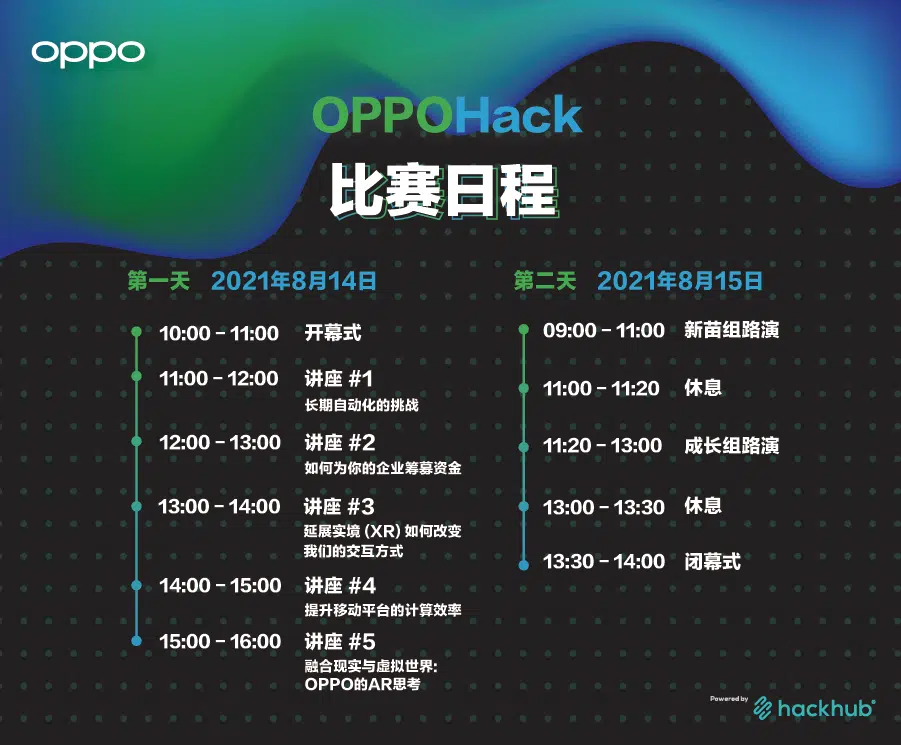 oppo
OPPOHack
比赛日程
第一天 2021年8月14日
10:00 – 11:00 开幕式
11:00 – 12:00 讲座 #1
长期自动化的挑战
12:00 – 13:00 讲座 #2
如何为你的企业筹募资金
13:00 – 14:00 讲座 #3
延展实境 (XR) 如何改变
我们的交互方式
14:00 – 15:00 讲座 #4
提升移动平台的计算效率
15:00 – 16:00 讲座 #5
融合现实与虚拟世界:
OPPO的AR思考
第二天 2021年8月15日
09:00 – 11:00 新苗组路演
11:00 – 11:20 休息
11:20 – 13:00 成长组路演
13:00 – 13:30 休息
13:30 – 14:00 闭幕式
Powered by
hackhub